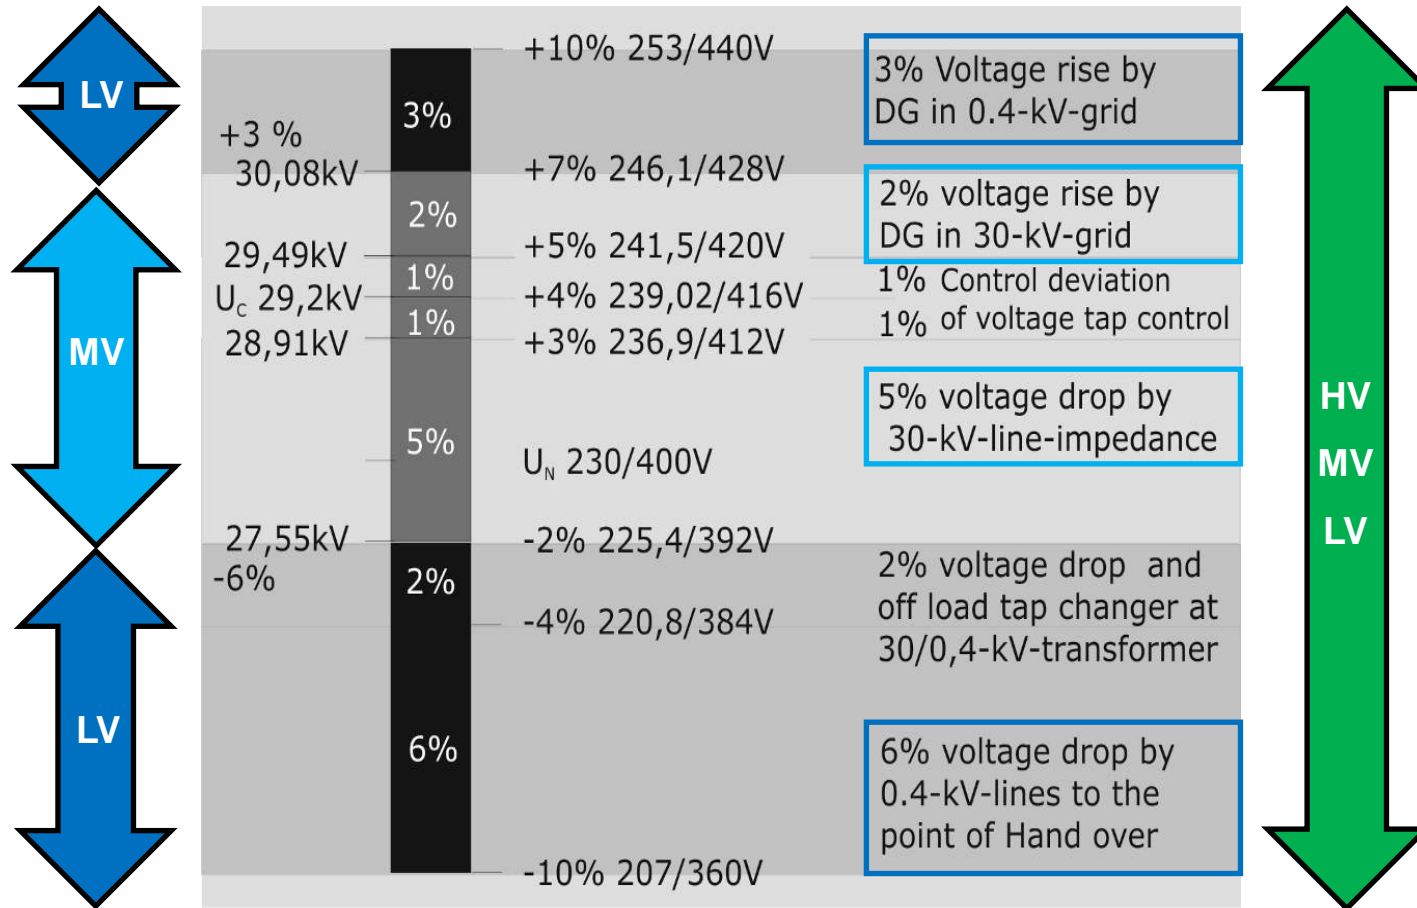 LV
MV
LV
+3 %
30,08kV
29,49kV
Uc 29,2kV
28,91kV
27,55kV
-6%
3%
2%
1%
1%
5%
2%
6%
+10% 253/440V
+7% 246,1/428V
+5% 241,5/420V
+4% 239,02/416V
+3% 236,9/412V
UN 230/400V
-2% 225,4/392V
-4% 220,8/384V
-10% 207/360V
3% Voltage rise by
DG in 0.4-kV-grid
2% voltage rise by
DG in 30-kV-grid
1% Control deviation
1% of voltage tap control
5% voltage drop by
30-kV-line-impedance
2% voltage drop and
off load tap changer at
30/0,4-kV-transformer
6% voltage drop by
0.4-kV-lines to the
point of Hand over
HV
MV
LV